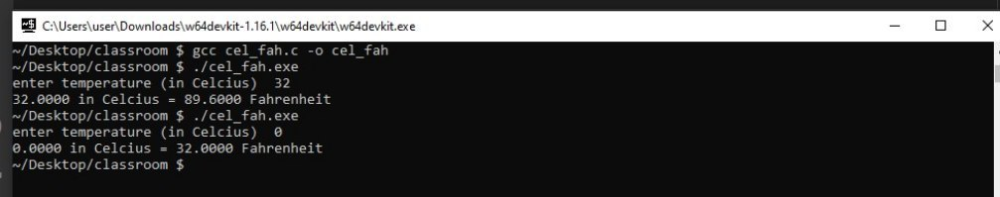 C:\Users\user\Downloads\w64devkit-1.16.1\w64devkit\w64devkit.exe
~/Desktop/classroom $ gcc cel_fah.c -o cel_fah
~/Desktop/classroom $ ./cel_fah.exe
enter temperature (in Celcius)  32
32.0000 in Celcius = 89.6000 Fahrenheit
~/Desktop/classroom $ ./cel_fah.exe
enter temperature (in Celcius)  0
0.0000 in Celcius = 32.0000 Fahrenheit
~/Desktop/classroom $